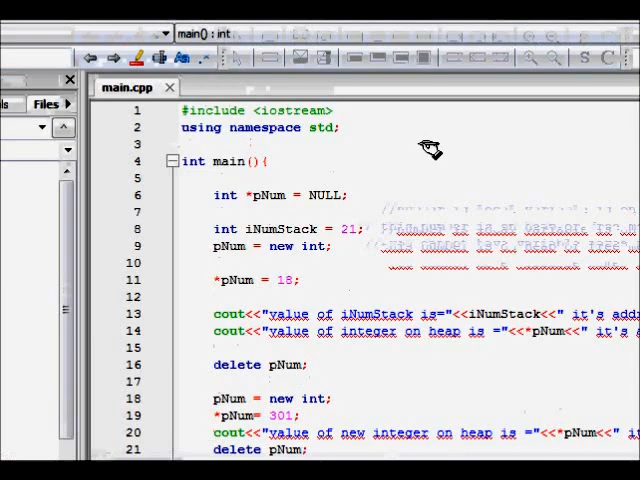 main() : int
main.cpp
ls Files
1 #include <iostream>
2 using namespace std;
3
4 int main(){
5
6 int *pNum = NULL;
7
8 int iNumStack = 21;
9 pNum = new int;
10
11 *pNum = 18;
12
13 cout<<"value of iNumStack is="<<iNumStack<<" it's addr
14 cout<<"value of integer on heap is ="<<*pNum<<" it's a
15
16 delete pNum;
17
18 pNum = new int;
19 *pNum= 301;
20 cout<<"value of new integer on heap is ="<<*pNum<<" it
21 delete pNum;